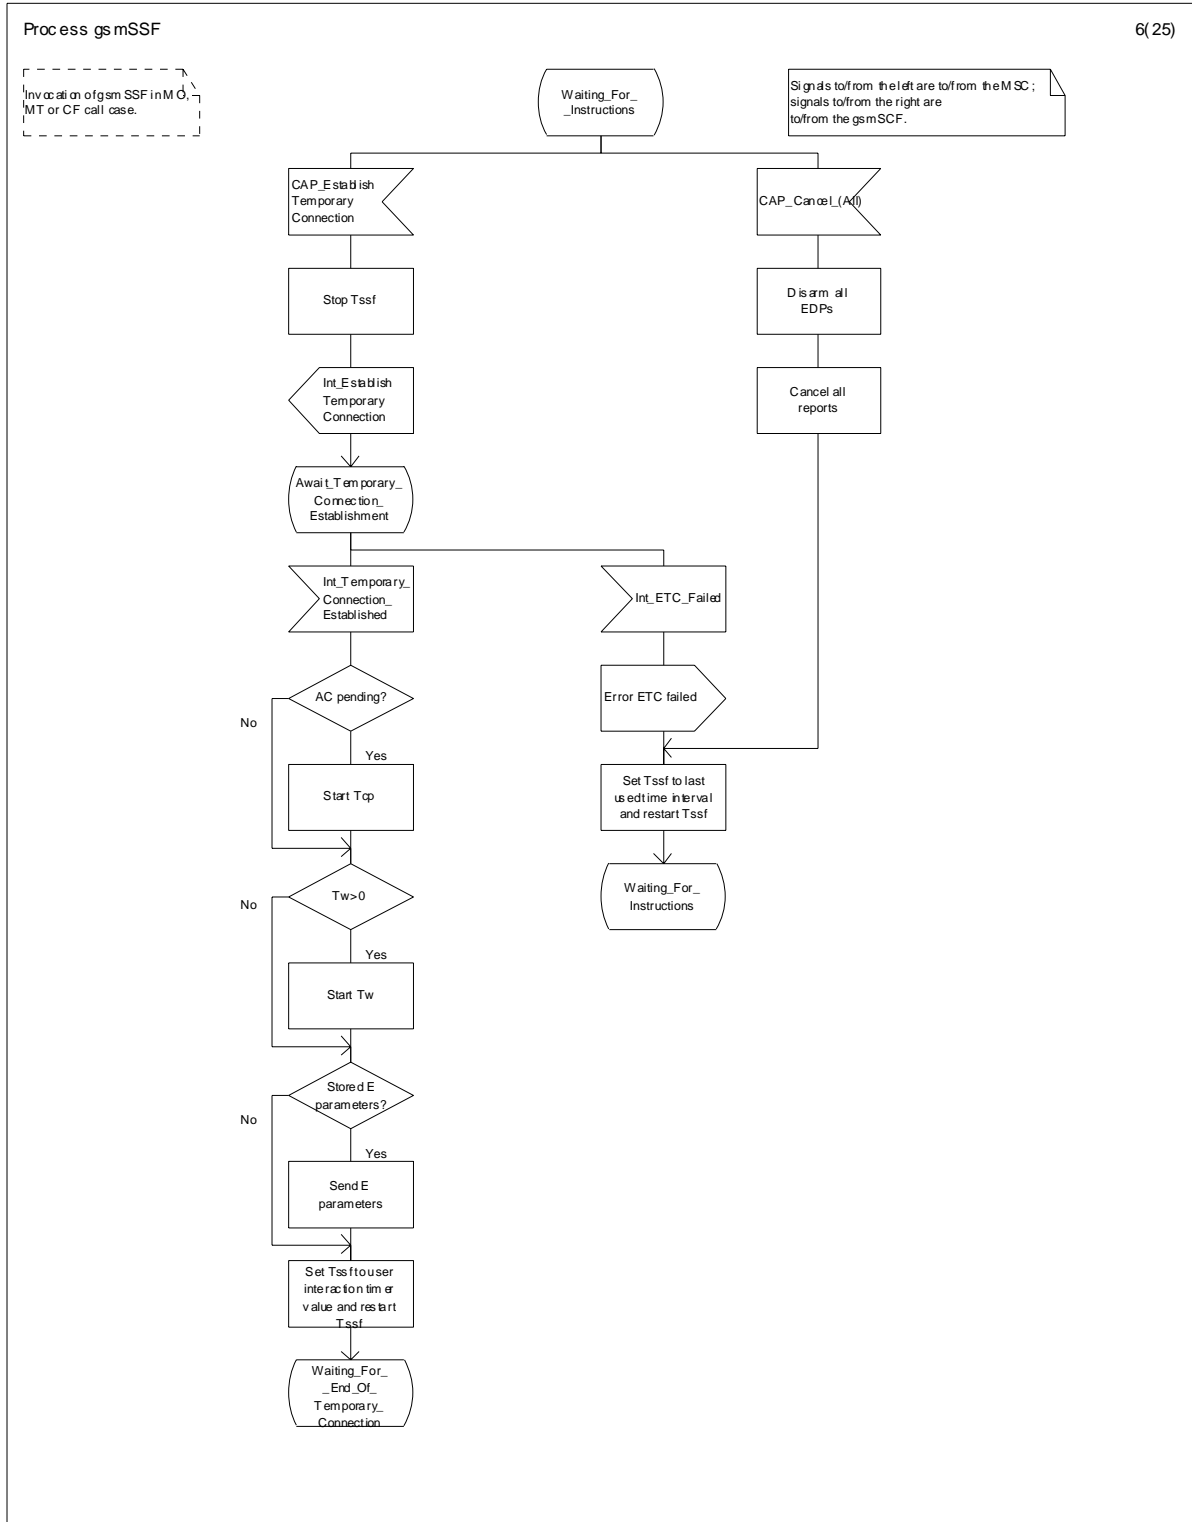 Process gsmSSF
6(25)
Invocation of gsmSSF in MO,
MT or CF call case.
Waiting_For_
_Instructions
Signals to/from the left are to/from the MSC;
signals to/from the right are
to/from the gsmSCF.
CAP_Establish
Temporary
Connection
CAP_Cancel_(All)
Stop Tssf
Disarm all
EDPs
Int_Establish
Temporary
Connection
Cancel all
reports
Await_Temporary_
Connection_
Establishment
Int_Temporary_
Connection_
Established
Int_ETC_Failed
AC pending?
Error ETC failed
No
Yes
Start Tcp
Set Tssf to last
used time interval
and restart Tssf
Tw>0
Waiting_For_
Instructions
No
Yes
Start Tw
Stored E
parameters?
No
Yes
Send E
parameters
Set Tssf to user
interaction timer
value and restart
Tssf
Waiting_For_
_End_Of_
Temporary_
Connection